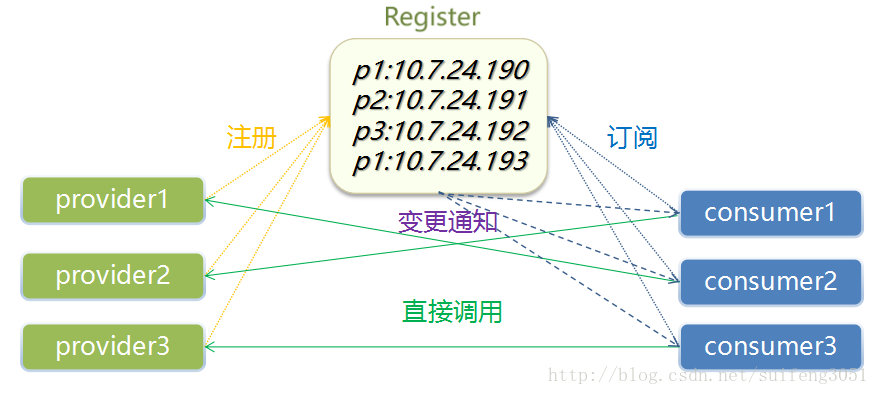 Register
p1:10.7.24.190
p2:10.7.24.191
p3:10.7.24.192
p1:10.7.24.193
注册
订阅
provider1
consumer1
变更通知
provider2
consumer2
直接调用
provider3
consumer3
http://blog.csdn.net/suifeng3051